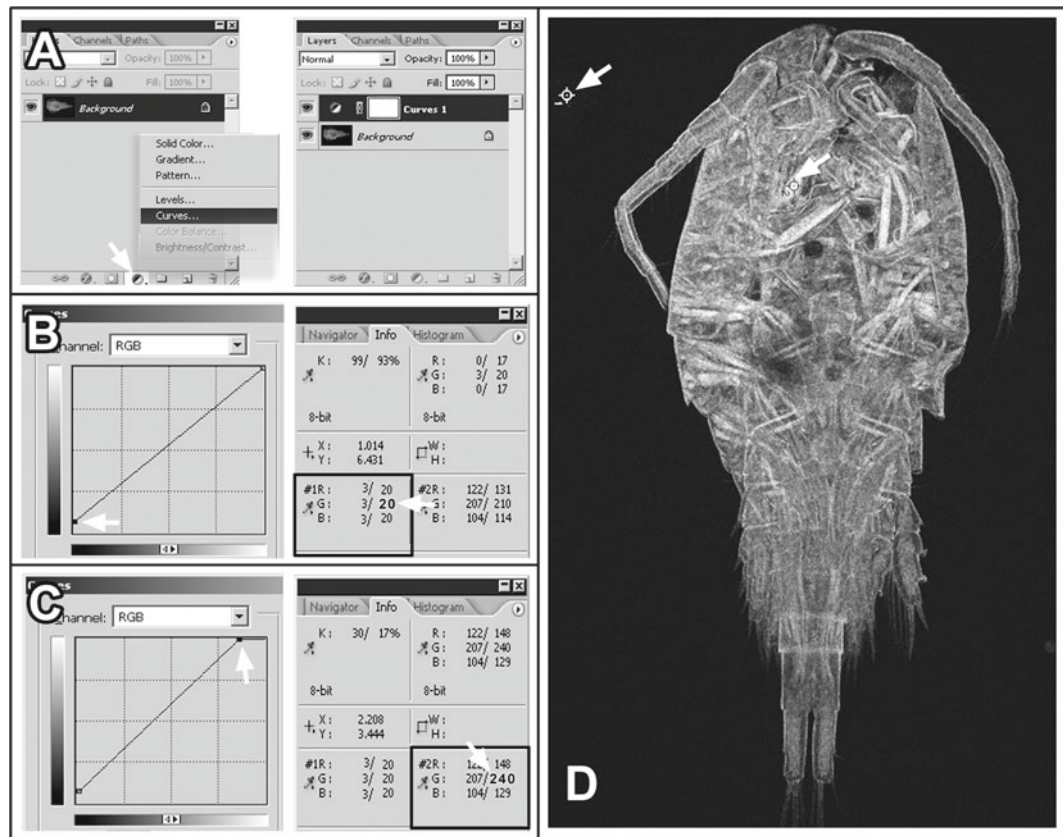 A
Layers Channels Paths
Opacity: 100%
Lock: Fill: 100%
Background
Solid Color...
Gradient...
Pattern...
Levels...
Curves...
Color Balance...
Brightness/Contrast...
Layers Channels Paths
Normal Opacity: 100%
Lock: Fill: 100%
Curves 1
Background
B
Curves
Channel: RGB
Navigator Info Histogram
K: 99/ 93% R: 0/ 17
G: 3/ 20
B: 0/ 17
8-bit 8-bit
X: 1.014 W:
Y: 6.431 H:
#1R: 3/ 20 #2R: 122/ 131
G: 3/ 20 G: 207/ 210
B: 3/ 20 B: 104/ 114
C
Curves
Channel: RGB
Navigator Info Histogram
K: 30/ 17% R: 122/ 148
G: 207/ 240
B: 104/ 129
8-bit 8-bit
X: 2.208 W:
Y: 3.444 H:
#1R: 3/ 20 #2R: 122/ 148
G: 3/ 20 G: 207/ 240
B: 3/ 20 B: 104/ 129
D